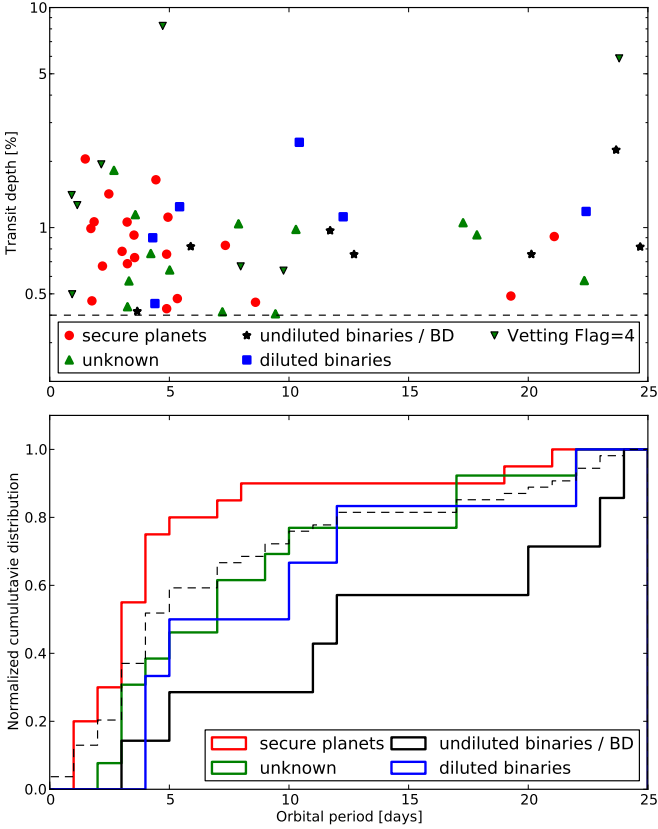 10
5
1
0.5
Transit depth [%]
secure planets
undiluted binaries / BD
Vetting Flag=4
unknown
diluted binaries
0 5 10 15 20 25
1.0
0.8
0.6
0.4
0.2
0.0
Normalized cumulutavie distribution
secure planets
undiluted binaries / BD
unknown
diluted binaries
0 5 10 15 20 25
Orbital period [days]